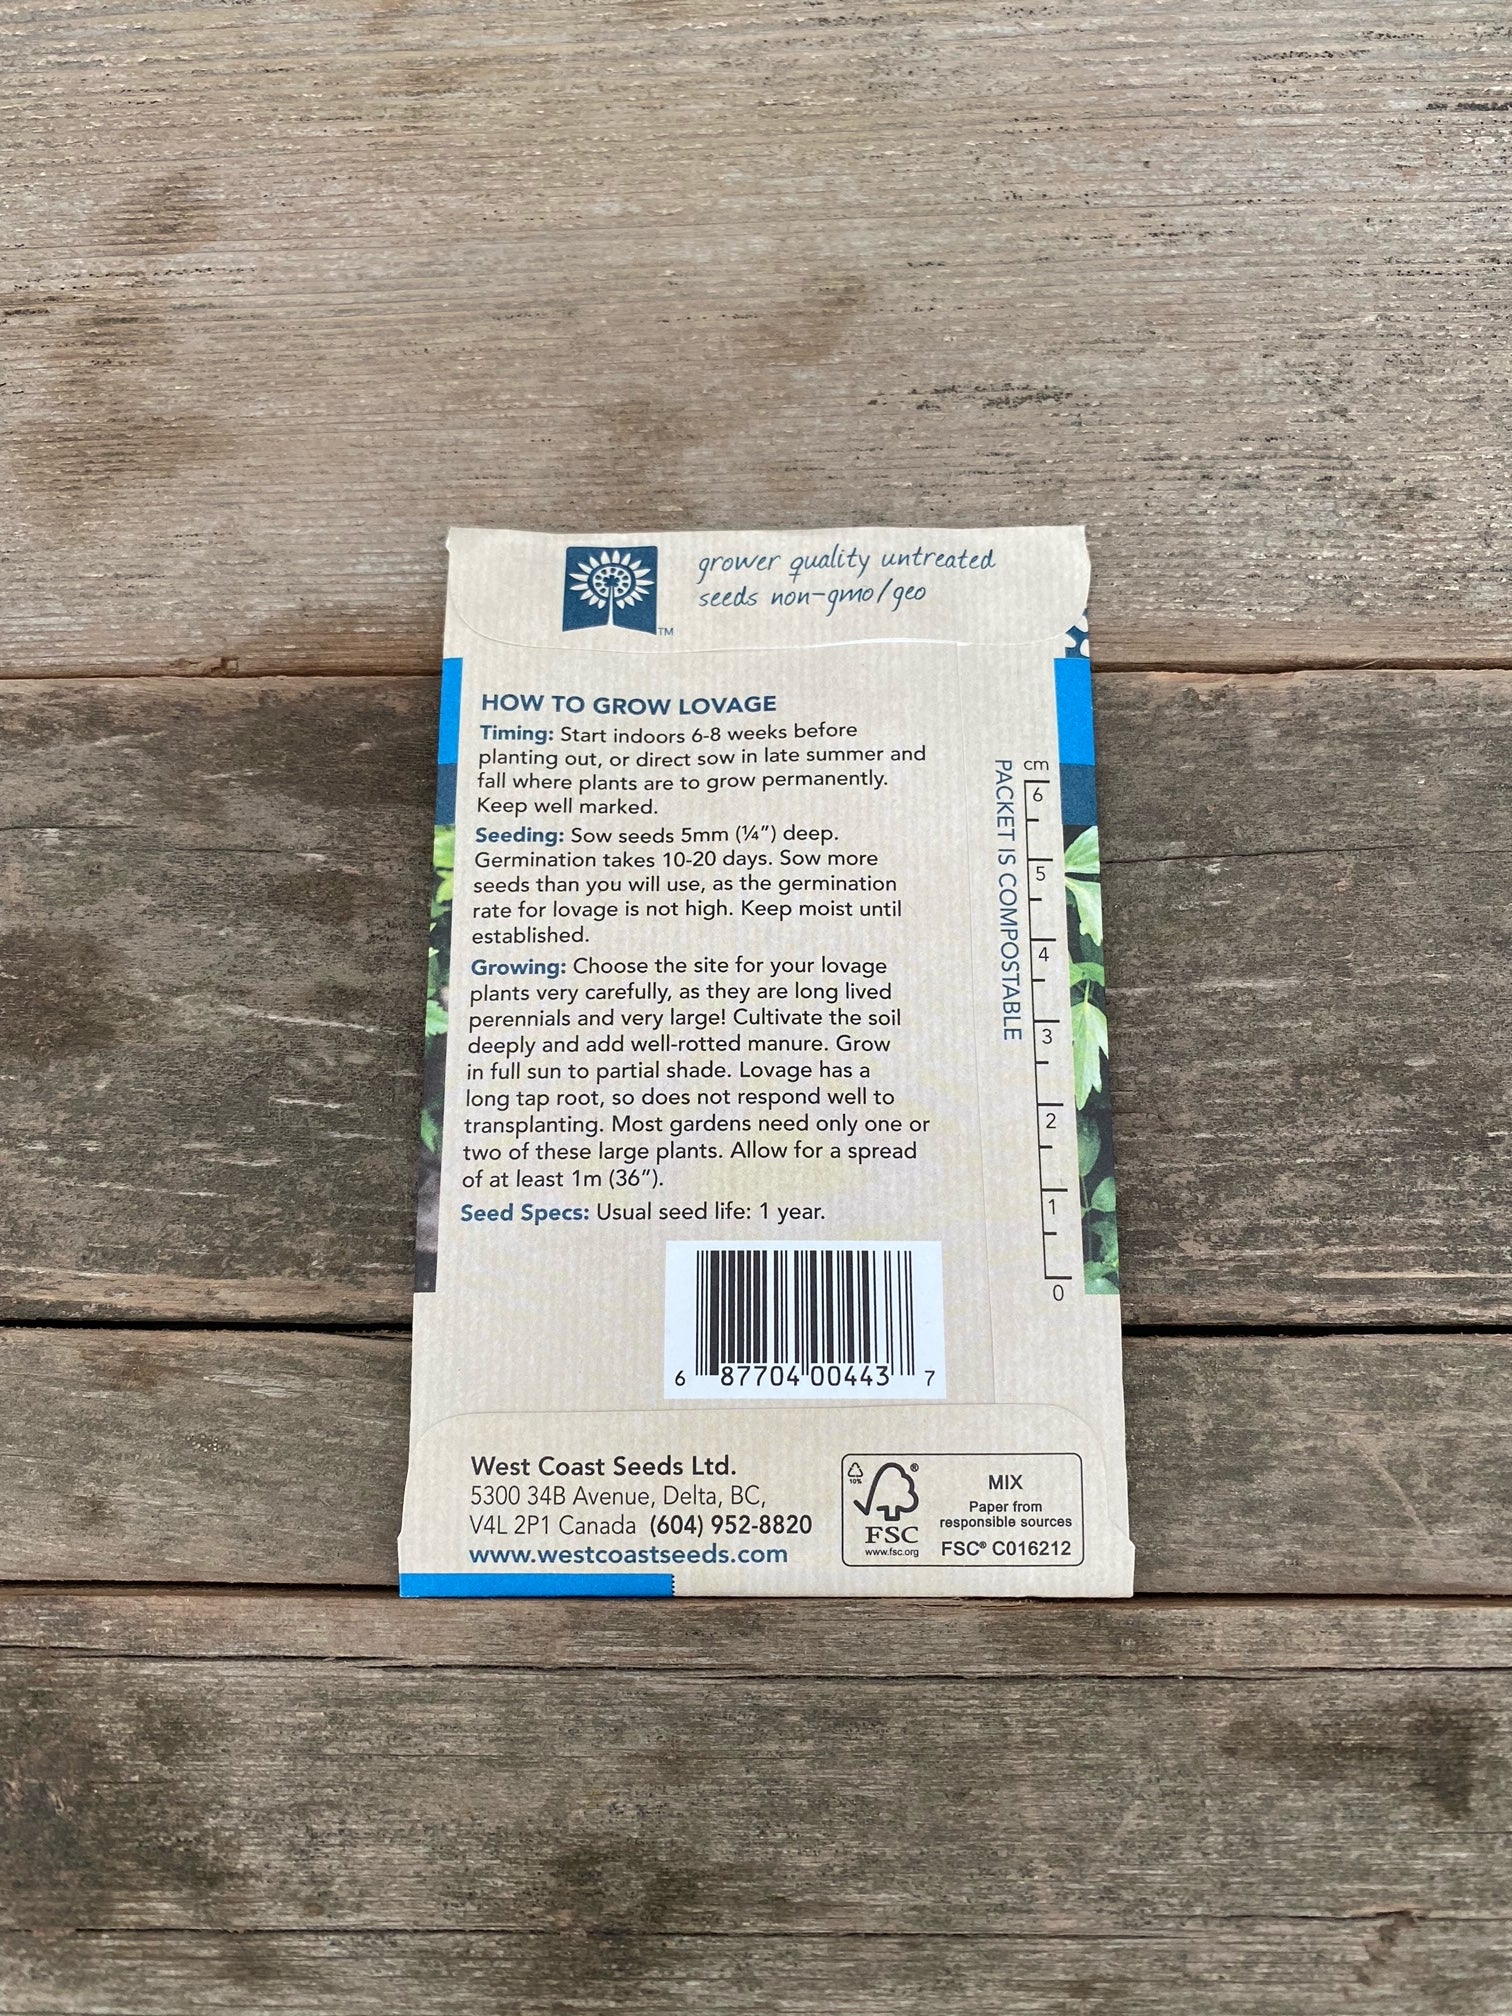 grower quality untreated
seeds non-gmo/geo
TM
HOW TO GROW LOVAGE
Timing: Start indoors 6-8 weeks before
planting out, or direct sow in late summer and
fall where plants are to grow permanently.
Keep well marked.
Seeding: Sow seeds 5mm (¼") deep.
Germination takes 10-20 days. Sow more
seeds than you will use, as the germination
rate for lovage is not high. Keep moist until
established.
Growing: Choose the site for your lovage
plants very carefully, as they are long lived
perennials and very large! Cultivate the soil
deeply and add well-rotted manure. Grow
in full sun to partial shade. Lovage has a
long tap root, so does not respond well to
transplanting. Most gardens need only one or
two of these large plants. Allow for a spread
of at least 1m (36").
Seed Specs: Usual seed life: 1 year.
PACKET IS COMPOSTABLE
cm
6
5
4
3
2
1
0
6 87704 00443 7
West Coast Seeds Ltd.
5300 34B Avenue, Delta, BC,
V4L 2P1 Canada (604) 952-8820
www.westcoastseeds.com
10%
®
FSC
www.fsc.org
MIX
Paper from
responsible sources
FSC® C016212